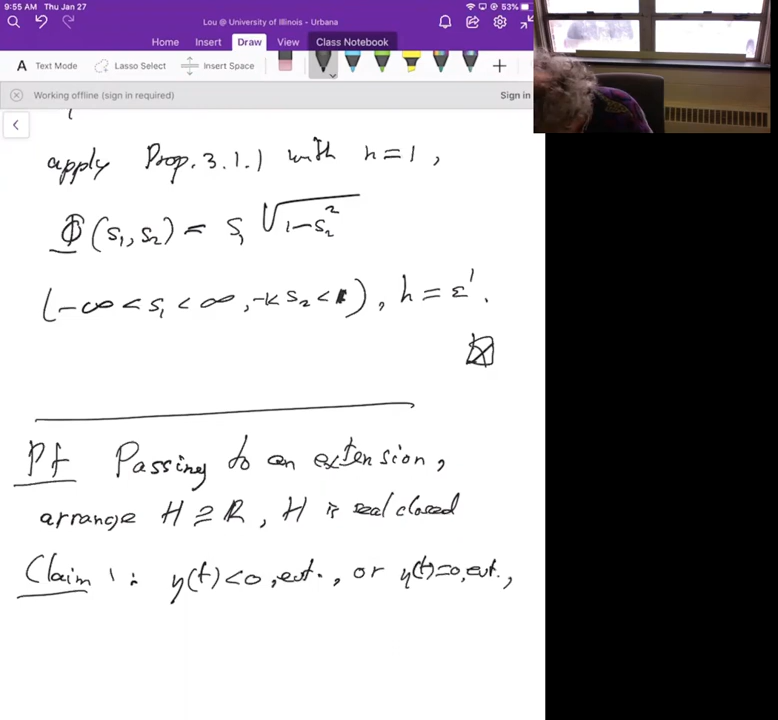 9:55 AM Thu Jan 27
53%
Lou @ University of Illinois - Urbana
Home Insert Draw View Class Notebook
A Text Mode Lasso Select Insert Space
Working offline (sign in required) Sign in
apply Prop. 3.1.1 with n=1,
Φ(s₁,s₂) = s₁ √(1-s₂²)
(-∞ < s₁ < ∞, -1< s₂ < 1), h = ε'.
Pf Passing to an extension,
arrange H ⊇ R, H is real closed
Claim 1: y(t)<0, evt., or y(t)=0, evt.,